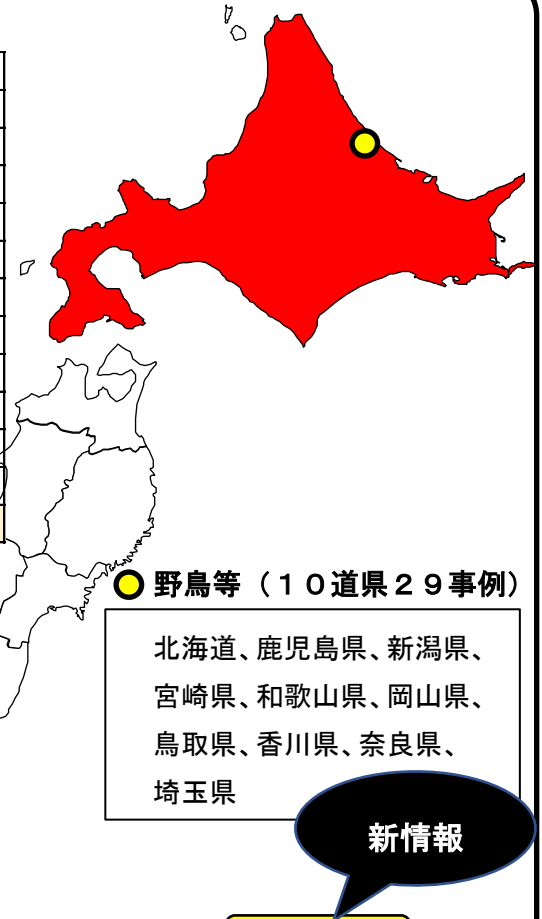 野鳥等（１０道県２９事例）
北海道、鹿児島県、新潟県、
宮崎県、和歌山県、岡山県、
鳥取県、香川県、奈良県、
埼玉県
新情報